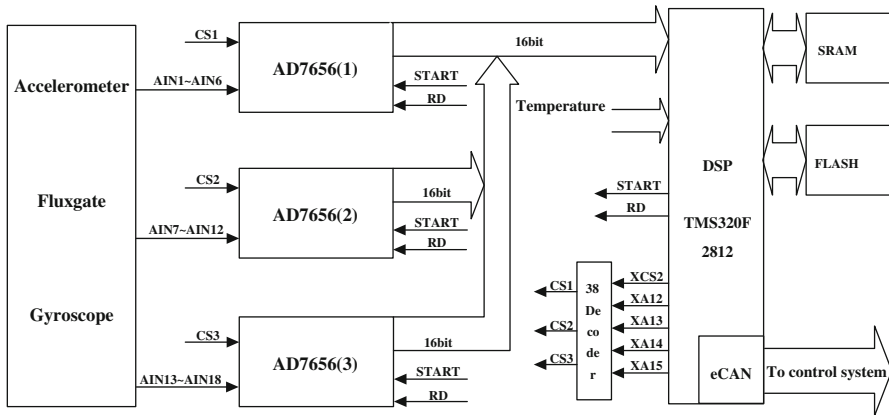 Accelerometer
Fluxgate
Gyroscope
CS1
AIN1~AIN6
AD7656(1)
16bit
START
RD
CS2
AIN7~AIN12
AD7656(2)
16bit
START
RD
CS3
AIN13~AIN18
AD7656(3)
16bit
START
RD
Temperature
START
RD
DSP
TMS320F
2812
SRAM
FLASH
XCS2
XA12
XA13
XA14
XA15
38
De
co
de
r
CS1
CS2
CS3
eCAN
To control system